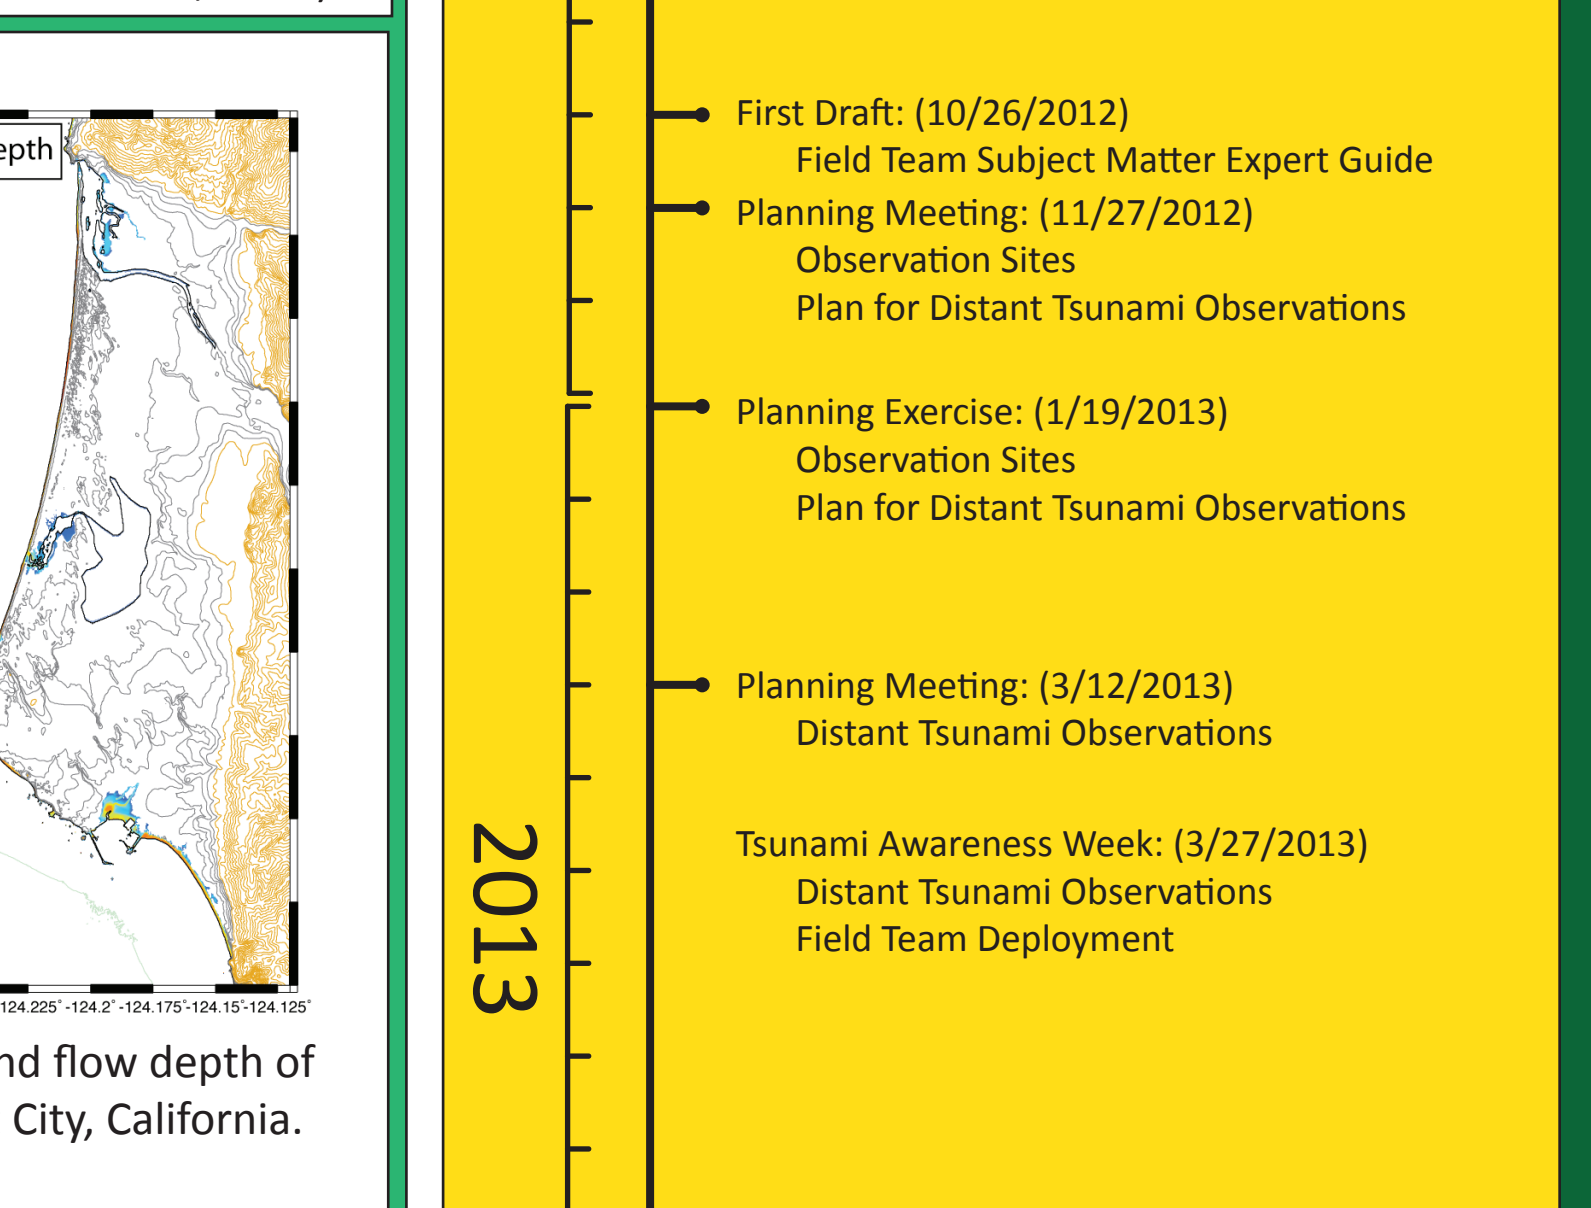 epth
124.225° -124.2° -124.175° -124.15° -124.125°
nd flow depth of
City, California.
2013
First Draft: (10/26/2012)
Field Team Subject Matter Expert Guide
Planning Meeting: (11/27/2012)
Observation Sites
Plan for Distant Tsunami Observations
Planning Exercise: (1/19/2013)
Observation Sites
Plan for Distant Tsunami Observations
Planning Meeting: (3/12/2013)
Distant Tsunami Observations
Tsunami Awareness Week: (3/27/2013)
Distant Tsunami Observations
Field Team Deployment